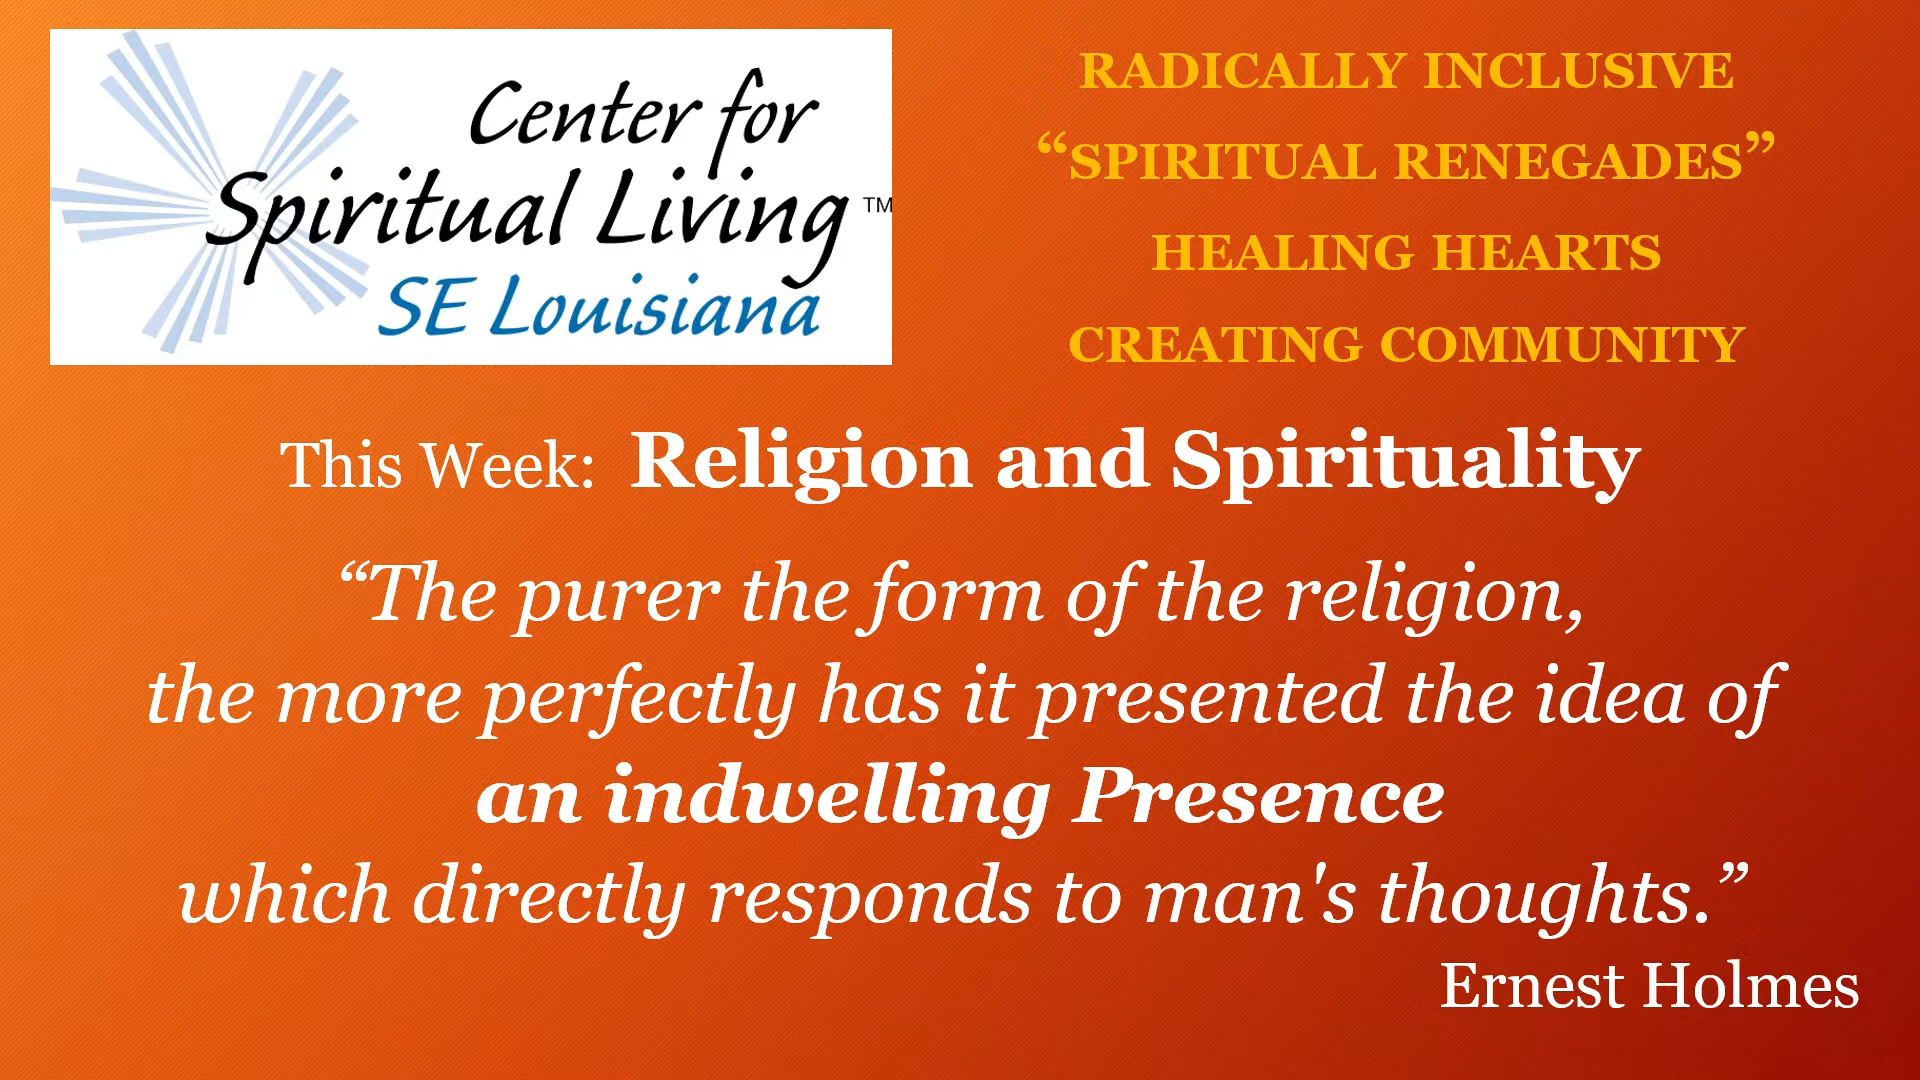 Center for
Spiritual Living™
SE Louisiana
RADICALLY INCLUSIVE
“SPIRITUAL RENEGADES”
HEALING HEARTS
CREATING COMMUNITY
This Week: Religion and Spirituality
“The purer the form of the religion,
the more perfectly has it presented the idea of
an indwelling Presence
which directly responds to man's thoughts.”
Ernest Holmes